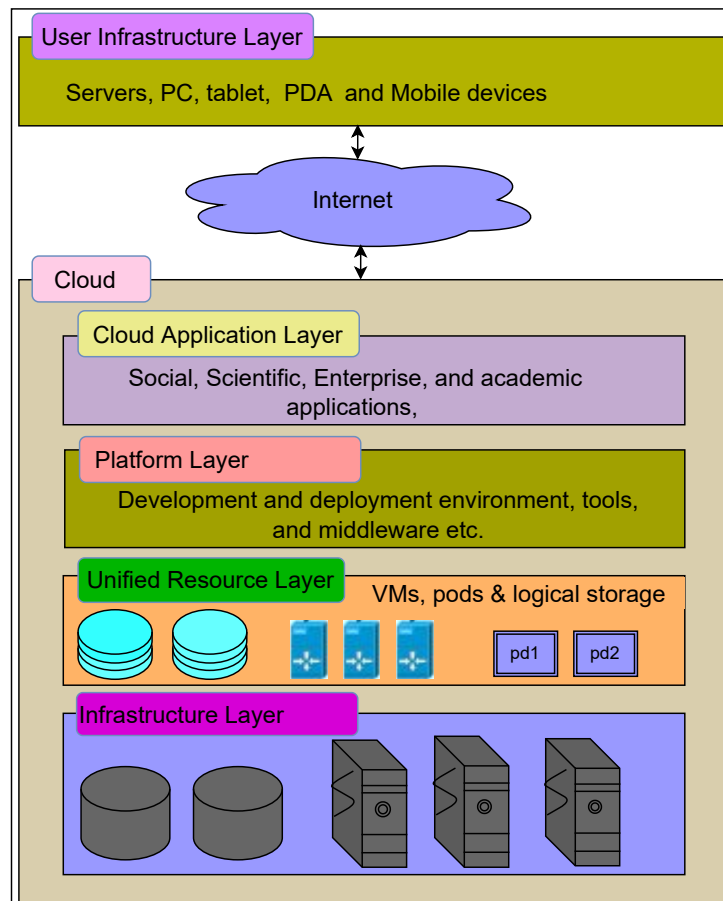 User Infrastructure Layer
Servers, PC, tablet, PDA and Mobile devices
Internet
Cloud
Cloud Application Layer
Social, Scientific, Enterprise, and academic
applications,
Platform Layer
Development and deployment environment, tools,
and middleware etc.
Unified Resource Layer
VMs, pods & logical storage
pd1
pd2
Infrastructure Layer